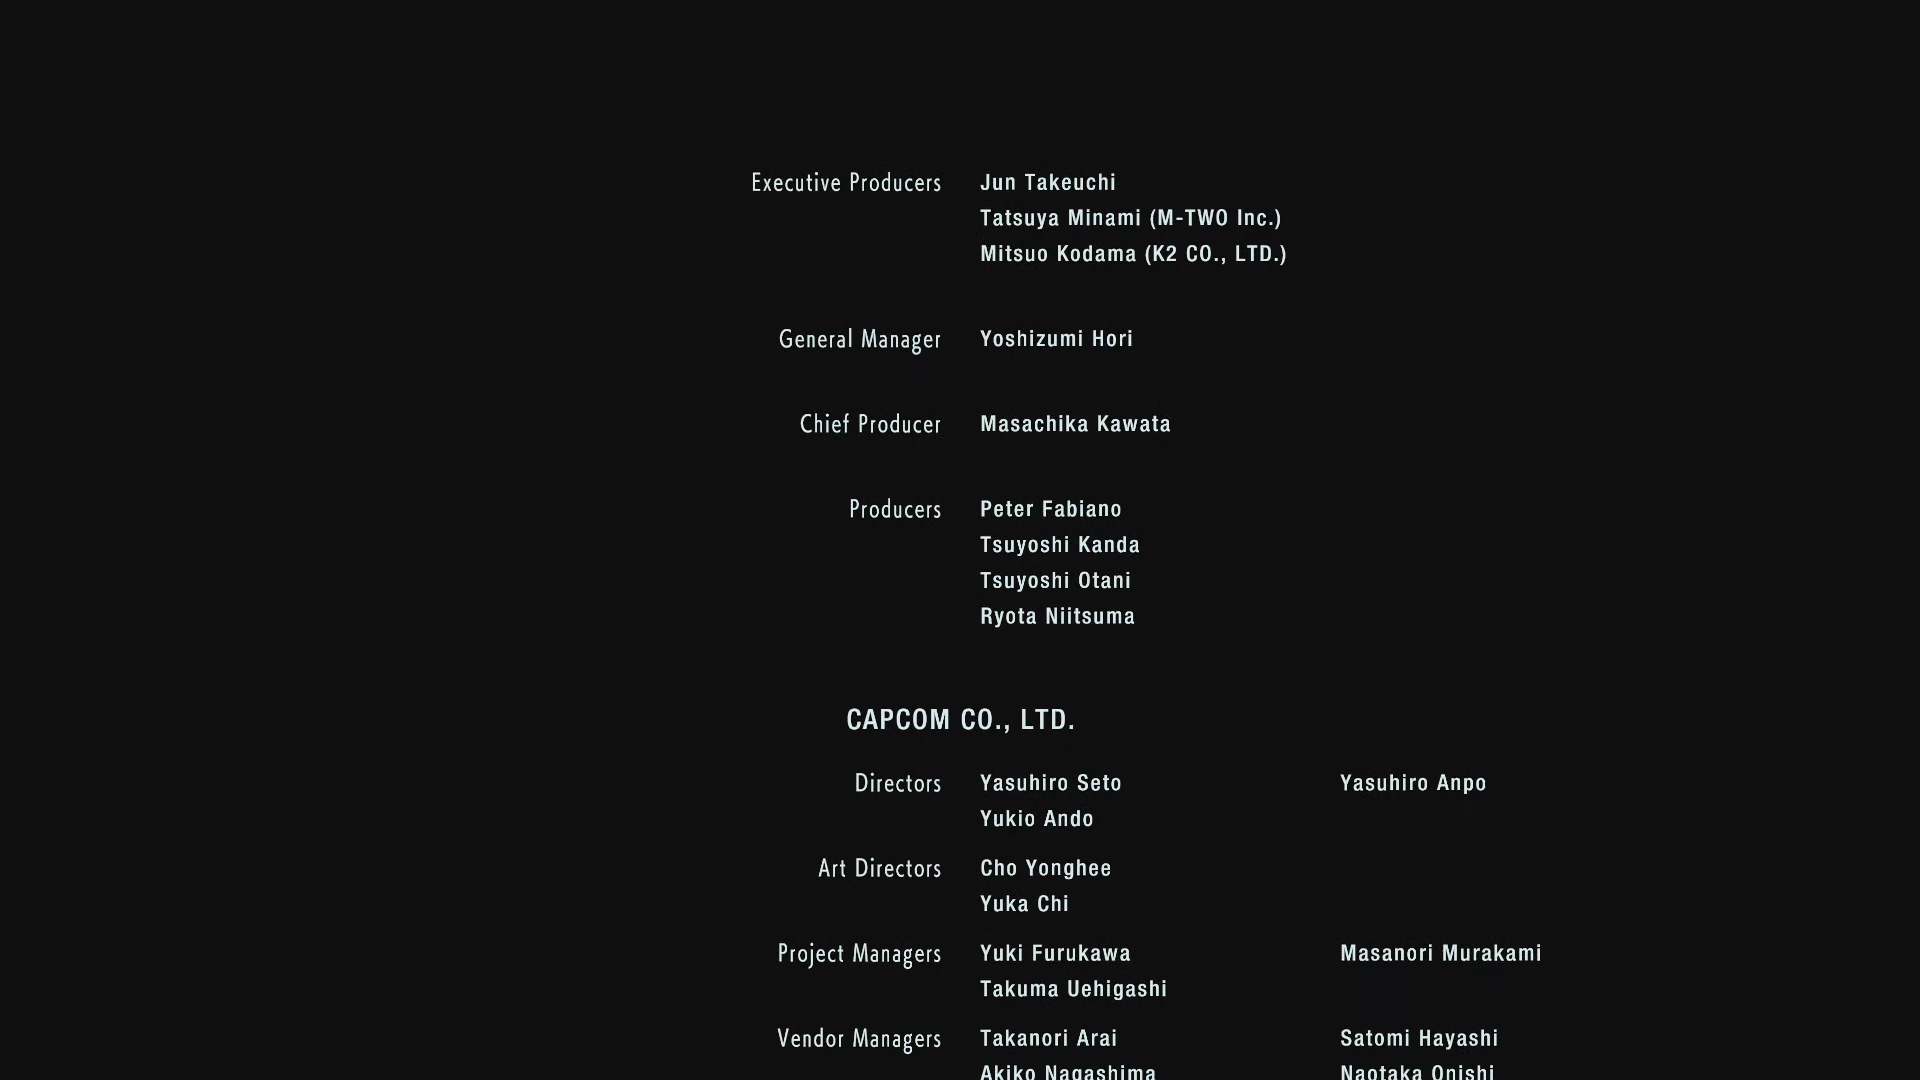 Executive Producers Jun Takeuchi
Tatsuya Minami (M-TWO Inc.)
Mitsuo Kodama (K2 CO., LTD.)
General Manager Yoshizumi Hori
Chief Producer Masachika Kawata
Producers Peter Fabiano
Tsuyoshi Kanda
Tsuyoshi Otani
Ryota Niitsuma
CAPCOM CO., LTD.
Directors Yasuhiro Seto Yasuhiro Anpo
Yukio Ando
Art Directors Cho Yonghee
Yuka Chi
Project Managers Yuki Furukawa Masanori Murakami
Takuma Uehigashi
Vendor Managers Takanori Arai Satomi Hayashi
Akiko Nagashima Naotaka Onishi